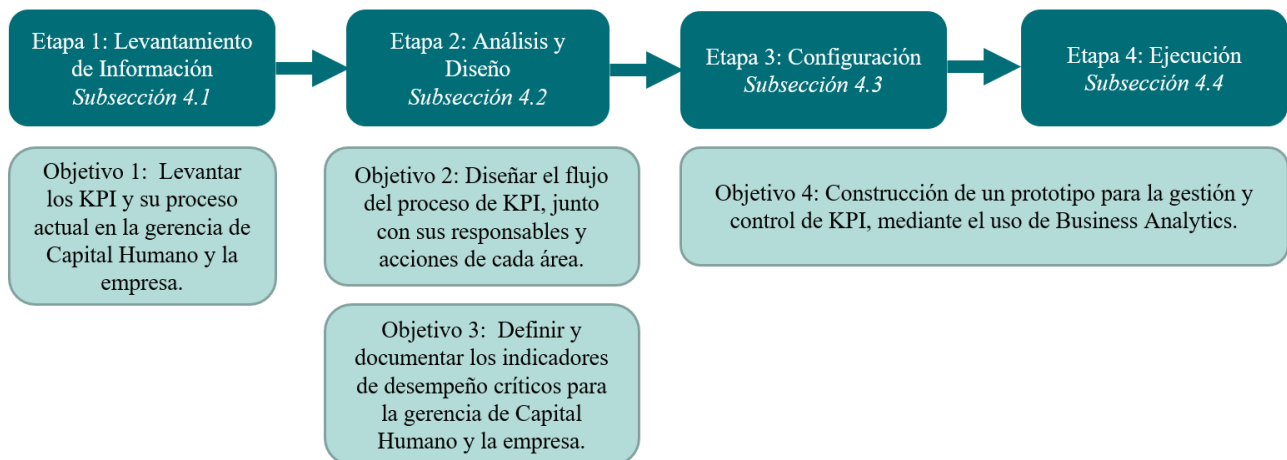 Etapa 1: Levantamiento
de Información
Subsección 4.1
Etapa 2: Análisis y
Diseño
Subsección 4.2
Etapa 3: Configuración
Subsección 4.3
Etapa 4: Ejecución
Subsección 4.4
Objetivo 1:  Levantar
los KPI y su proceso
actual en la gerencia de
Capital Humano y la
empresa.
Objetivo 2: Diseñar el flujo
del proceso de KPI, junto
con sus responsables y
acciones de cada área.
Objetivo 3:  Definir y
documentar los indicadores
de desempeño críticos para
la gerencia de Capital
Humano y la empresa.
Objetivo 4: Construcción de un prototipo para la gestión y
control de KPI, mediante el uso de Business Analytics.